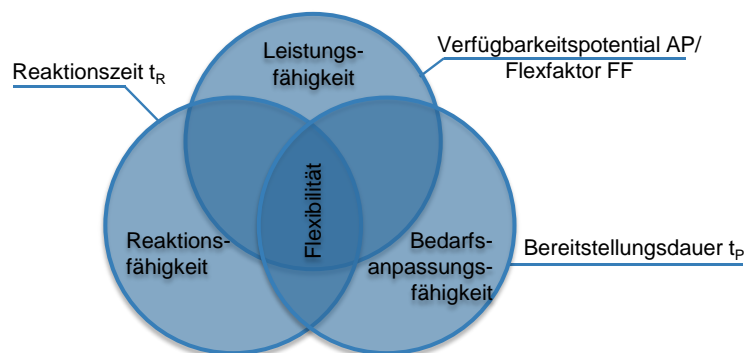 Leistungs-
fähigkeit
Verfügbarkeitspotential AP/
Flexfaktor FF
Reaktionszeit tR
Flexibilität
Reaktions-
fähigkeit
Bedarfs-
anpassungs-
fähigkeit
Bereitstellungsdauer tP